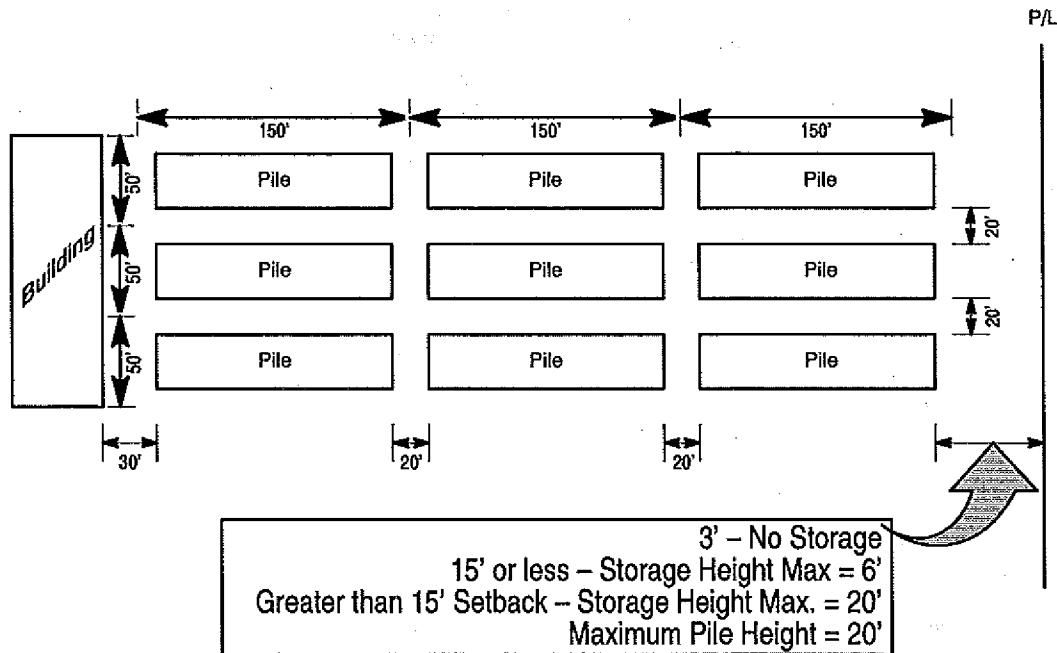 P/L
150' 150' 150'
50' Pile Pile Pile
20'
Building
50' Pile Pile Pile
20'
50' Pile Pile Pile
30' 20' 20'
3' – No Storage
15' or less – Storage Height Max = 6'
Greater than 15' Setback – Storage Height Max. = 20'
Maximum Pile Height = 20'